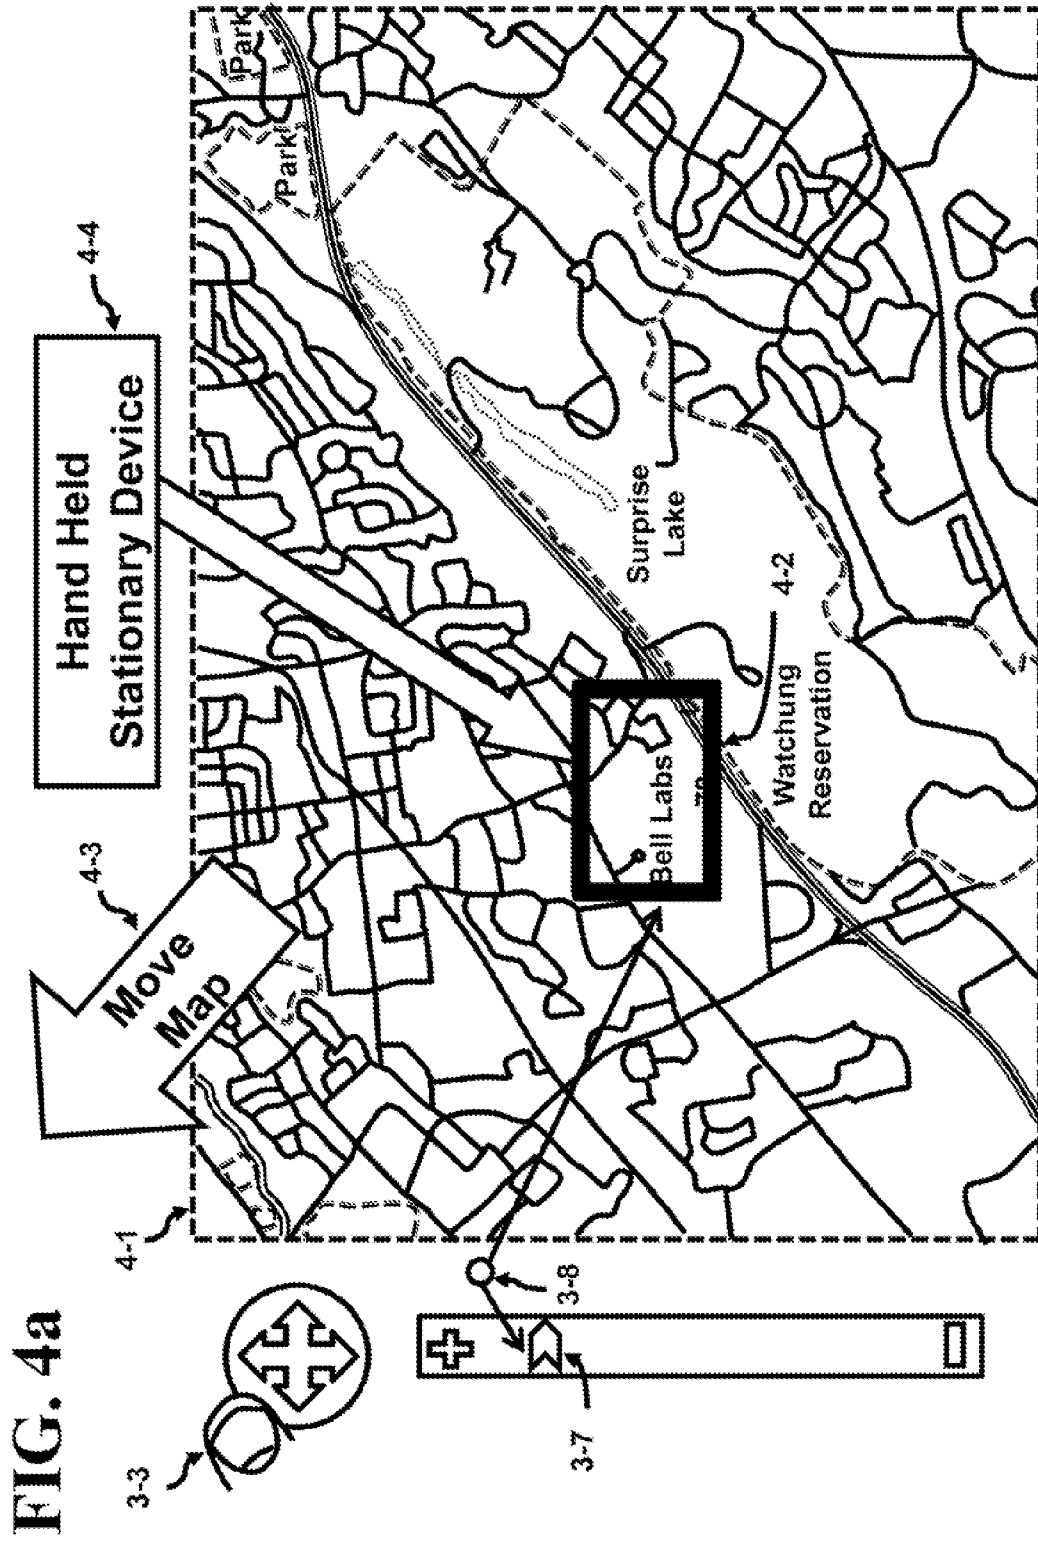 FIG. 4a
3-3
4-1
4-3
4-4
Move
Map
Hand Held
Stationary Device
Park
Park
3-8
3-7
Bell Labs
78
4-2
Surprise
Lake
Watchung
Reservation